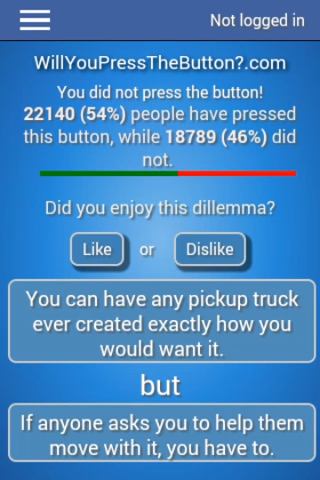 Not logged in
WillYouPressTheButton?.com
You did not press the button!
22140 (54%) people have pressed
this button, while 18789 (46%) did
not.
Did you enjoy this dillemma?
Like or Dislike
You can have any pickup truck
ever created exactly how you
would want it.
but
If anyone asks you to help them
move with it, you have to.